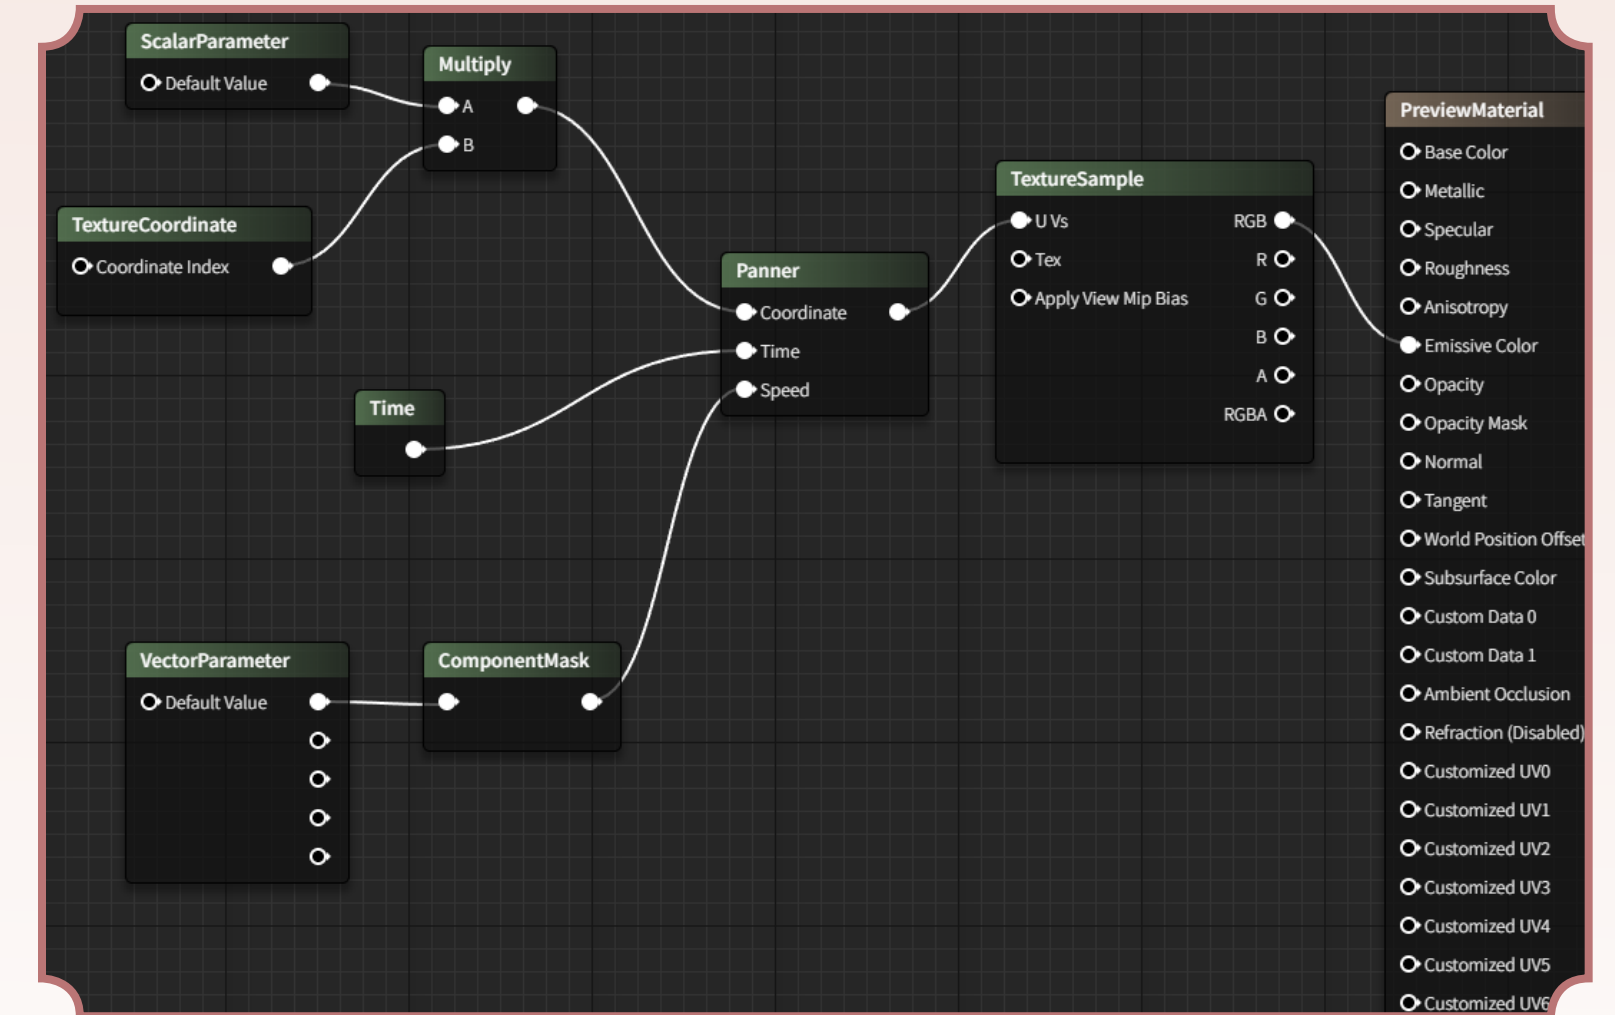 ScalarParameter
Default Value
Multiply
A
B
TextureCoordinate
Coordinate Index
Panner
Coordinate
Time
Speed
Time
VectorParameter
Default Value
ComponentMask
TextureSample
UVs
RGB
Tex
R
Apply View Mip Bias
G
B
A
RGBA
PreviewMaterial
Base Color
Metallic
Specular
Roughness
Anisotropy
Emissive Color
Opacity
Opacity Mask
Normal
Tangent
World Position Offset
Subsurface Color
Custom Data 0
Custom Data 1
Ambient Occlusion
Refraction (Disabled)
Customized UV0
Customized UV1
Customized UV2
Customized UV3
Customized UV4
Customized UV5
Customized UV6